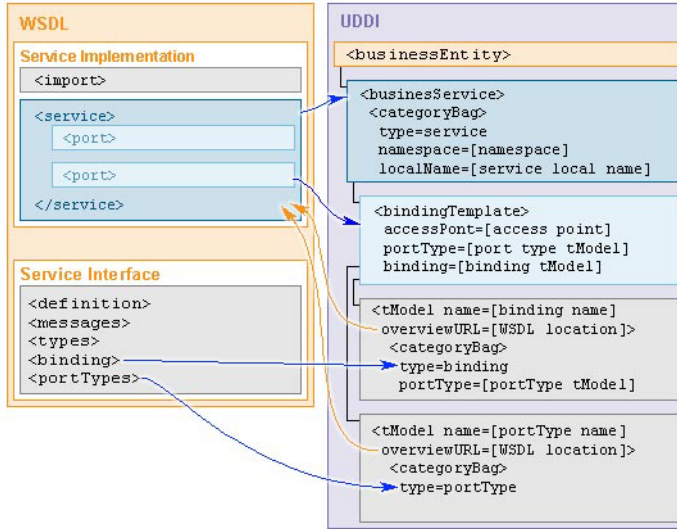 WSDL
Service Implementation
<import>
<service>
<port>
<port>
</service>
Service Interface
<definition>
<messages>
<types>
<binding>
<portTypes>
UDDI
<businessEntity>
<businesService>
<categoryBag>
type=service
namespace=[namespace]
localName=[service local name]
<bindingTemplate>
accessPont=[access point]
portType=[port type tModel]
binding=[binding tModel]
<tModel name=[binding name]
overviewURL=[WSDL location]>
<categoryBag>
type=binding
portType=[portType tModel]
<tModel name=[portType name]
overviewURL=[WSDL location]>
<categoryBag>
type=portType